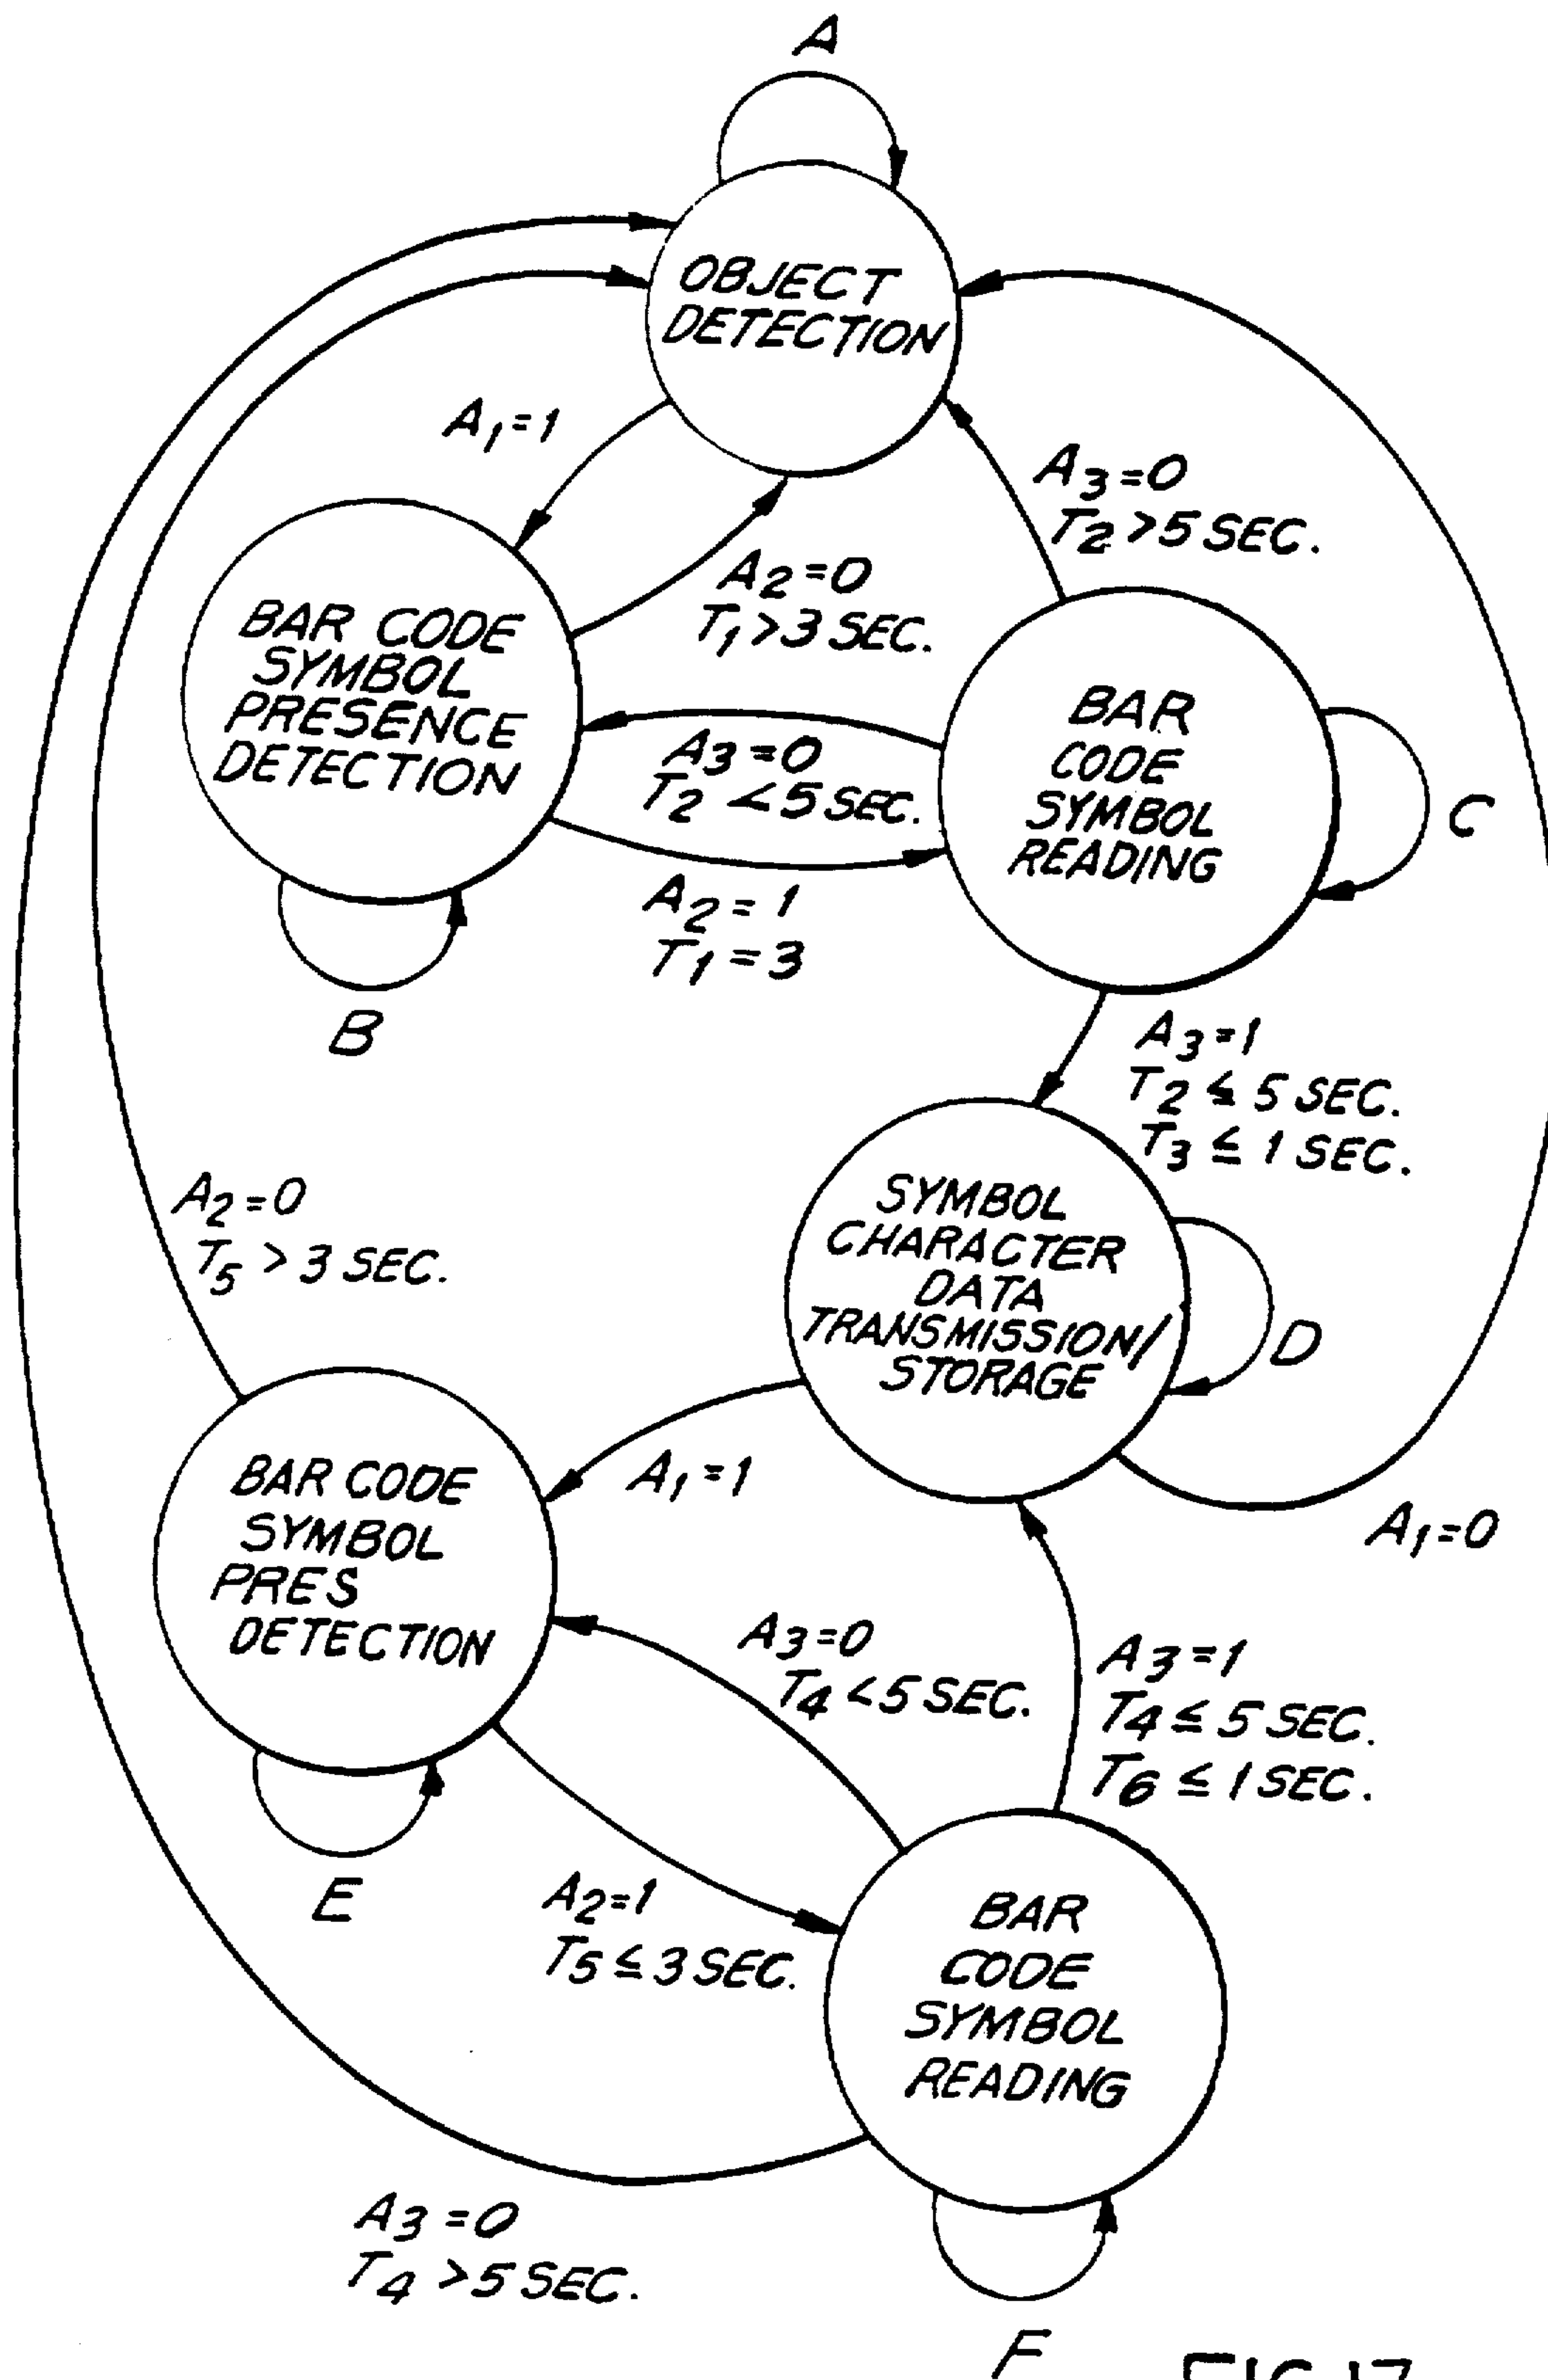 A
OBJECT
DETECTION
A1=1
A3=0
T2>5 SEC.
A2=0
T1>3 SEC.
BAR CODE
SYMBOL
PRESENCE
DETECTION
A3=0
T2 <5 SEC.
BAR
CODE
SYMBOL
READING
C
A2=1
T1=3
B
A3=1
T2 ≤ 5 SEC.
T3 ≤ 1 SEC.
A2=0
T5 > 3 SEC.
SYMBOL
CHARACTER
DATA
TRANSMISSION/
STORAGE
D
A1=1
A1=0
BAR CODE
SYMBOL
PRES
DETECTION
A3=0
T4 <5 SEC.
A3=1
T4 ≤ 5 SEC.
T6 ≤ 1 SEC.
E
A2=1
T5 ≤ 3 SEC.
BAR
CODE
SYMBOL
READING
A3=0
T4 >5 SEC.
F
FIG.17